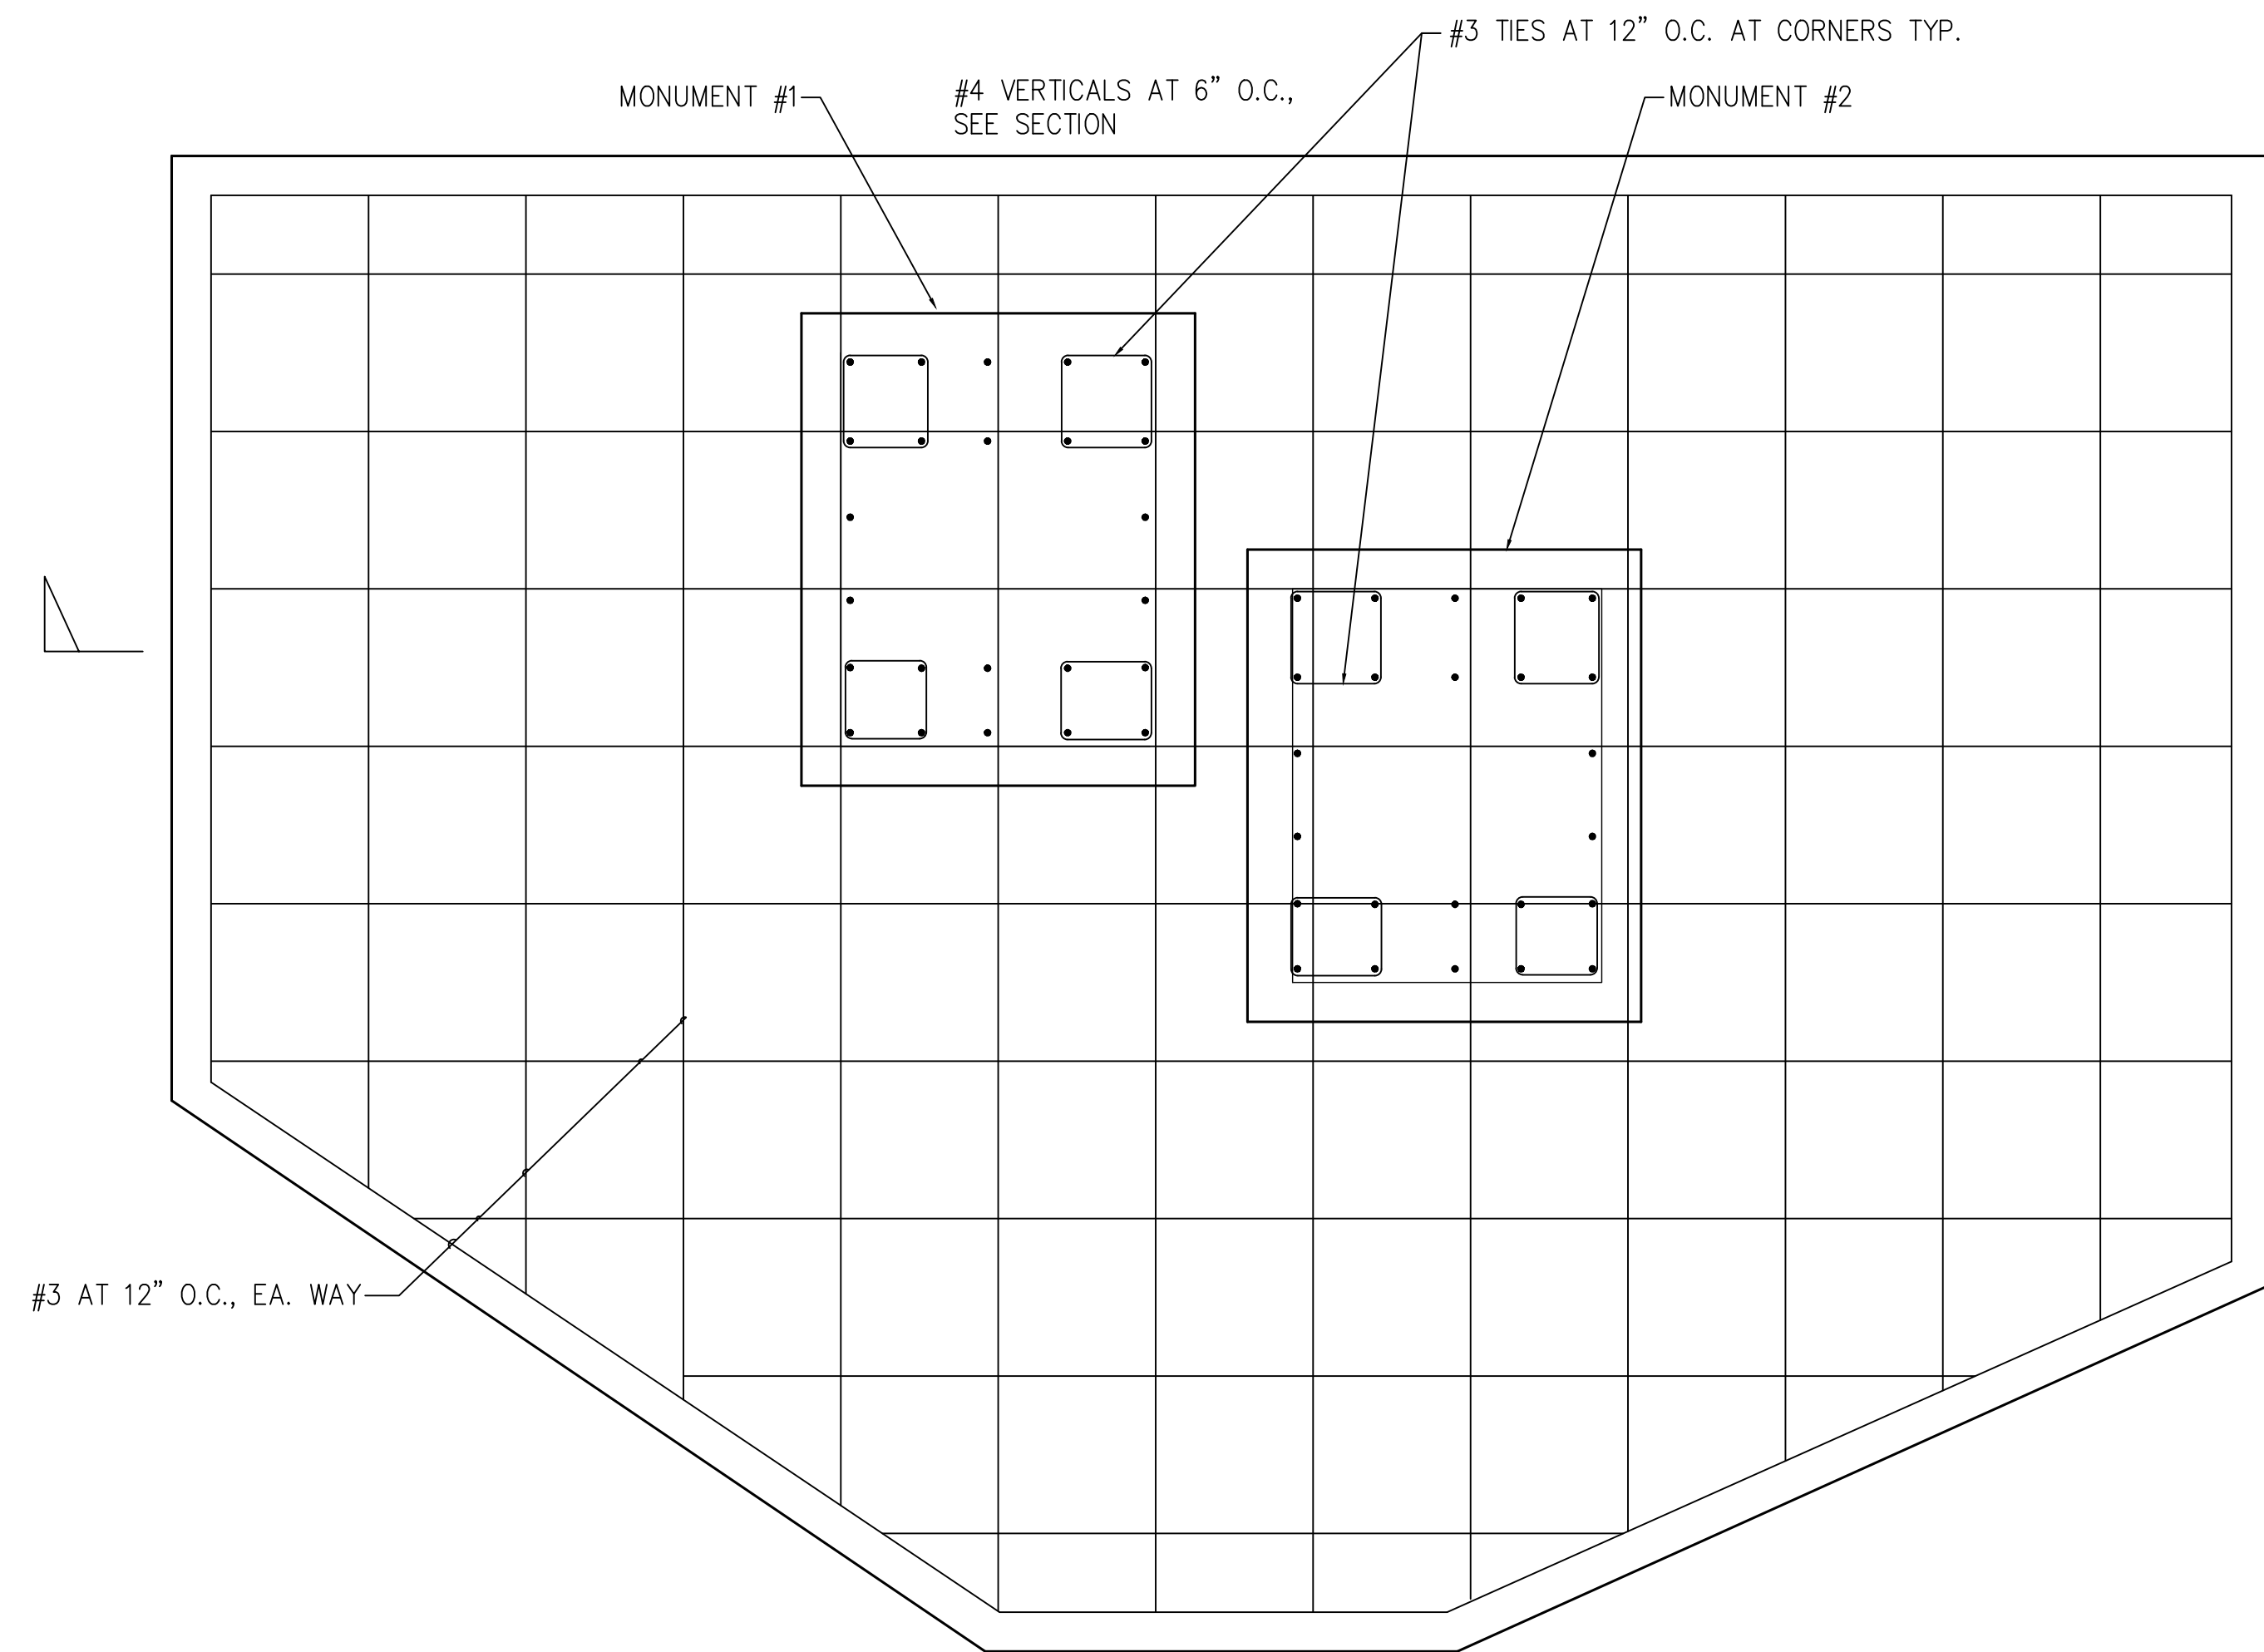 #3 TIES AT 12” O.C. AT CORNERS TYP.
MONUMENT #1
#4 VERTICALS AT 6” O.C.,
SEE SECTION
MONUMENT #2
#3 AT 12” O.C., EA. WAY